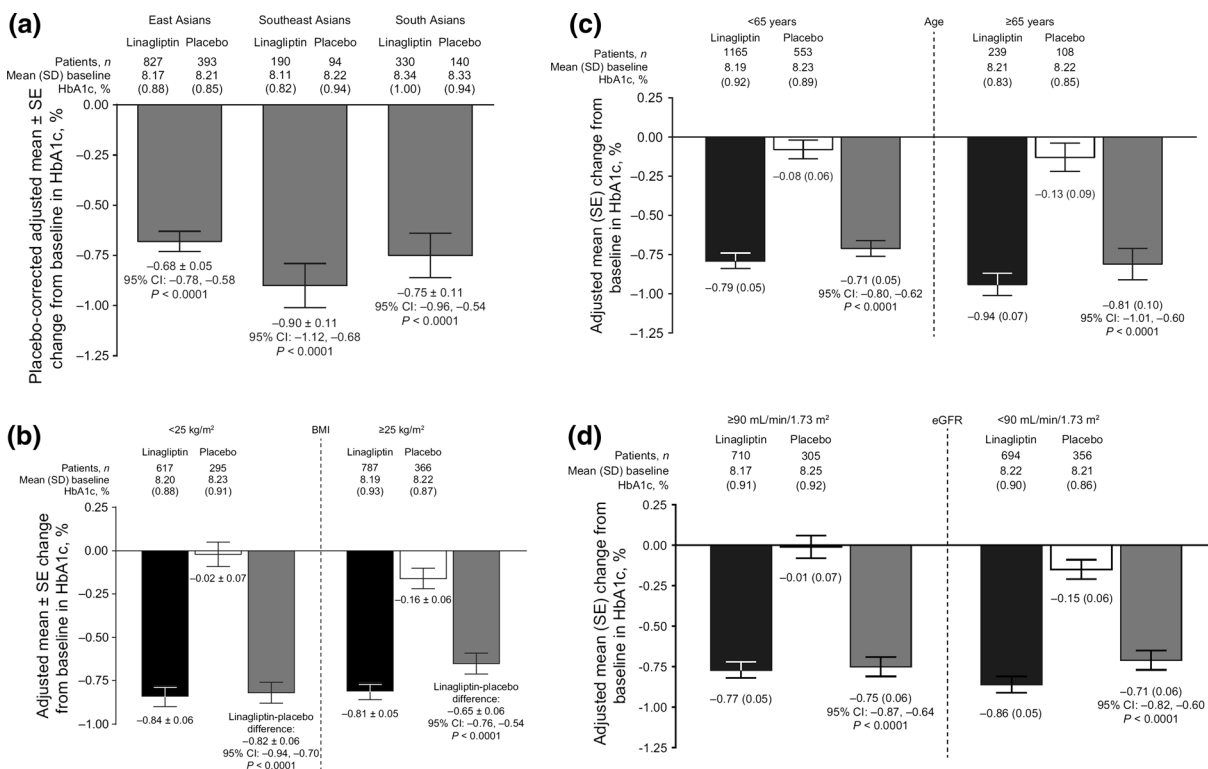 (a)
East Asians Southeast Asians South Asians
Linagliptin Placebo Linagliptin Placebo Linagliptin Placebo
Patients, n 827 393 190 94 330 140
Mean (SD) baseline 8.17 8.21 8.11 8.22 8.34 8.33
HbA1c, % (0.88) (0.85) (0.82) (0.94) (1.00) (0.94)
Placebo-corrected adjusted mean ± SE
change from baseline in HbA1c, %
0.00
−0.25
−0.50
−0.75
−1.00
−1.25
−0.68 ± 0.05
95% CI: −0.78, −0.58
P < 0.0001
−0.90 ± 0.11
95% CI: −1.12, −0.68
P < 0.0001
−0.75 ± 0.11
95% CI: −0.96, −0.54
P < 0.0001
(c)
<65 years Age ≥65 years
Linagliptin Placebo Linagliptin Placebo
Patients, n 1165 553 239 108
Mean (SD) baseline 8.19 8.23 8.21 8.22
HbA1c, % (0.92) (0.89) (0.83) (0.85)
Adjusted mean (SE) change from
baseline in HbA1c, %
0.25
0.00
−0.25
−0.50
−0.75
−1.00
−1.25
−0.79 (0.05)
−0.08 (0.06)
−0.71 (0.05)
95% CI: −0.80, −0.62
P < 0.0001
−0.94 (0.07)
−0.13 (0.09)
−0.81 (0.10)
95% CI: −1.01, −0.60
P < 0.0001
(b)
<25 kg/m² BMI ≥25 kg/m²
Linagliptin Placebo Linagliptin Placebo
Patients, n 617 295 787 366
Mean (SD) baseline 8.20 8.23 8.19 8.22
HbA1c, % (0.88) (0.91) (0.93) (0.87)
Adjusted mean ± SE change
from baseline in HbA1c, %
0.25
0.00
−0.25
−0.50
−0.75
−1.00
−0.84 ± 0.06
−0.02 ± 0.07
Linagliptin-placebo
difference:
−0.82 ± 0.06
95% CI: −0.94, −0.70
P < 0.0001
−0.81 ± 0.05
−0.16 ± 0.06
Linagliptin-placebo
difference:
−0.65 ± 0.06
95% CI: −0.76, −0.54
P < 0.0001
(d)
≥90 mL/min/1.73 m² eGFR <90 mL/min/1.73 m²
Linagliptin Placebo Linagliptin Placebo
Patients, n 710 305 694 356
Mean (SD) baseline 8.17 8.25 8.22 8.21
HbA1c, % (0.91) (0.92) (0.90) (0.86)
Adjusted mean (SE) change from
baseline in HbA1c, %
0.25
0.00
−0.25
−0.50
−0.75
−1.00
−1.25
−0.77 (0.05)
−0.01 (0.07)
−0.75 (0.06)
95% CI: −0.87, −0.64
P < 0.0001
−0.86 (0.05)
−0.15 (0.06)
−0.71 (0.06)
95% CI: −0.82, −0.60
P < 0.0001